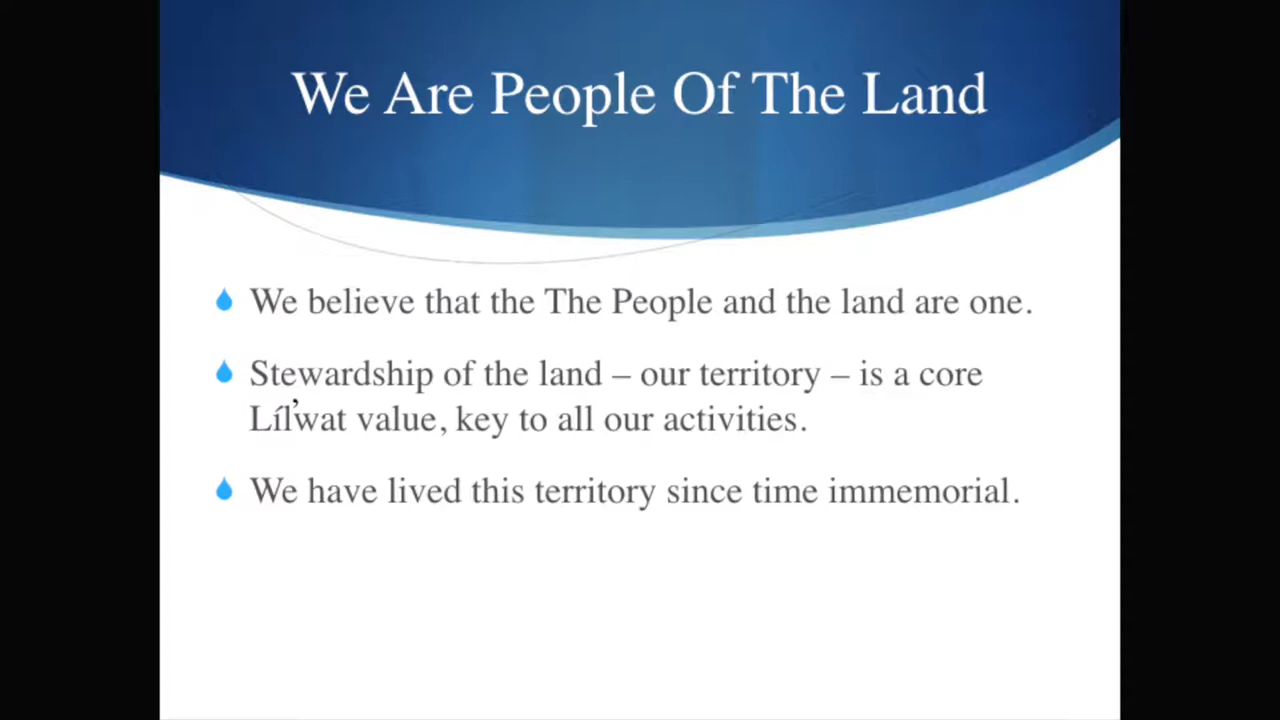 We Are People Of The Land
We believe that the The People and the land are one.
Stewardship of the land – our territory – is a core
Líl̓wat value, key to all our activities.
We have lived this territory since time immemorial.